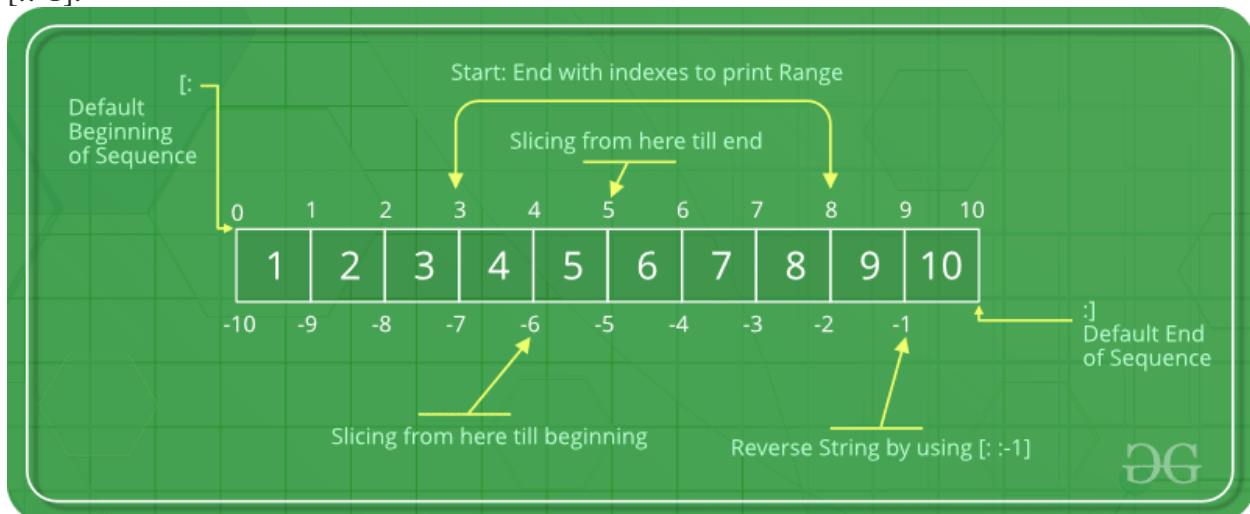 Start: End with indexes to print Range
[:
Default
Beginning
of Sequence
Slicing from here till end
0 1 2 3 4 5 6 7 8 9 10
1 2 3 4 5 6 7 8 9 10
-10 -9 -8 -7 -6 -5 -4 -3 -2 -1
:]
Default End
of Sequence
Slicing from here till beginning
Reverse String by using [: :-1]